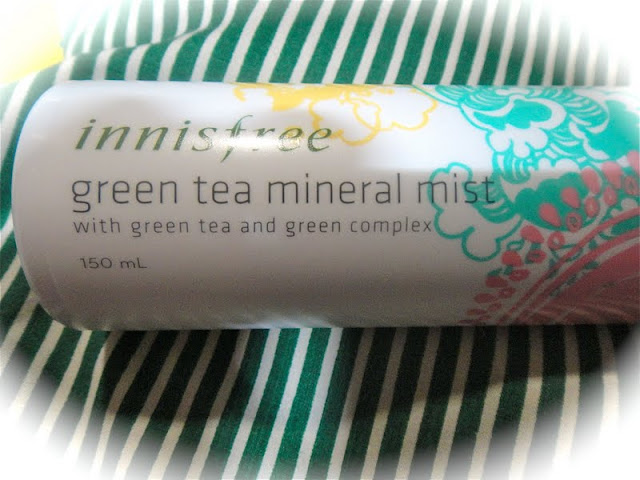 innisfree
green tea mineral mist
with green tea and green complex
150 mL